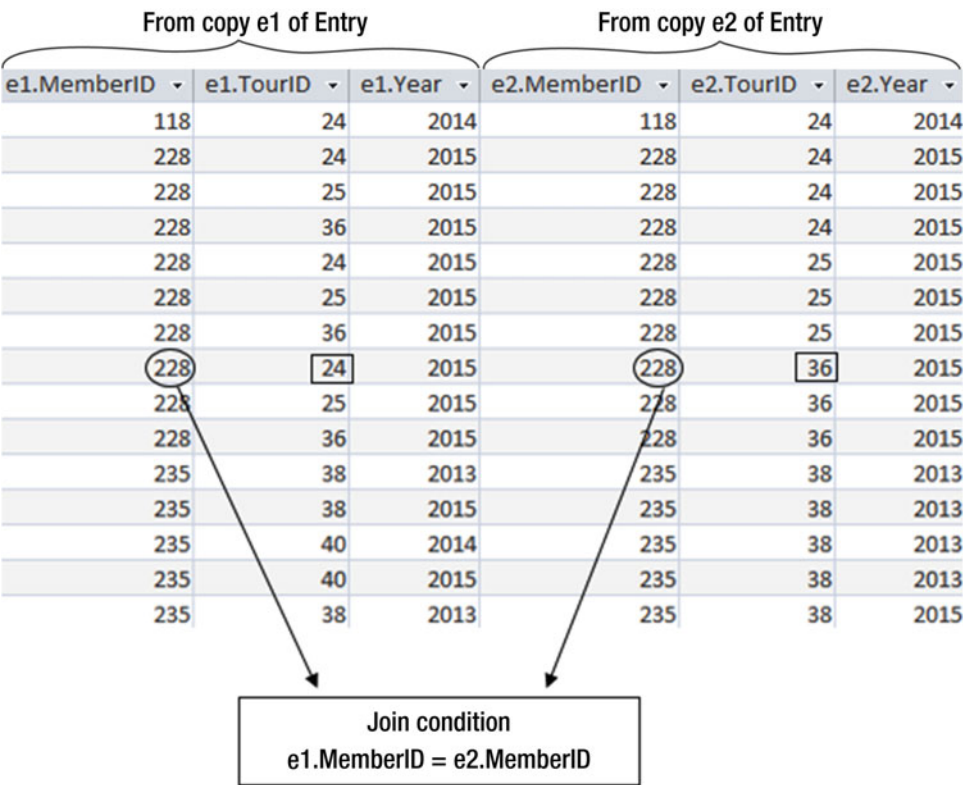 From copy e1 of Entry From copy e2 of Entry
e1.MemberID e1.TourID e1.Year e2.MemberID e2.TourID e2.Year
118 24 2014 118 24 2014
228 24 2015 228 24 2015
228 25 2015 228 24 2015
228 36 2015 228 24 2015
228 24 2015 228 25 2015
228 25 2015 228 25 2015
228 36 2015 228 25 2015
228 24 2015 228 36 2015
228 25 2015 228 36 2015
228 36 2015 228 36 2015
235 38 2013 235 38 2013
235 38 2015 235 38 2013
235 40 2014 235 38 2013
235 40 2015 235 38 2013
235 38 2013 235 38 2015
Join condition
e1.MemberID = e2.MemberID